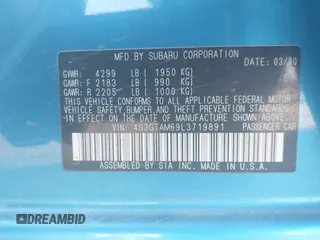 MFD. BY SUBARU CORPORATION
DATE: 03/20
GVWR: 4299 LB ( 1950 KG)
GAWR: F 2183 LB ( 990 KG)
GAWR: R 2205 LB ( 1000 KG)
THIS VEHICLE CONFORMS TO ALL APPLICABLE FEDERAL MOTOR
VEHICLE SAFETY, BUMPER, AND THEFT PREVENTION STANDARDS
IN EFFECT ON THE DATE OF MANUFACTURE SHOWN ABOVE.
VIN: 4S3GTAM69L3719891 PASSENGER CAR
ASSEMBLED BY SIA INC. MADE IN U.S.A.
DREAMBID